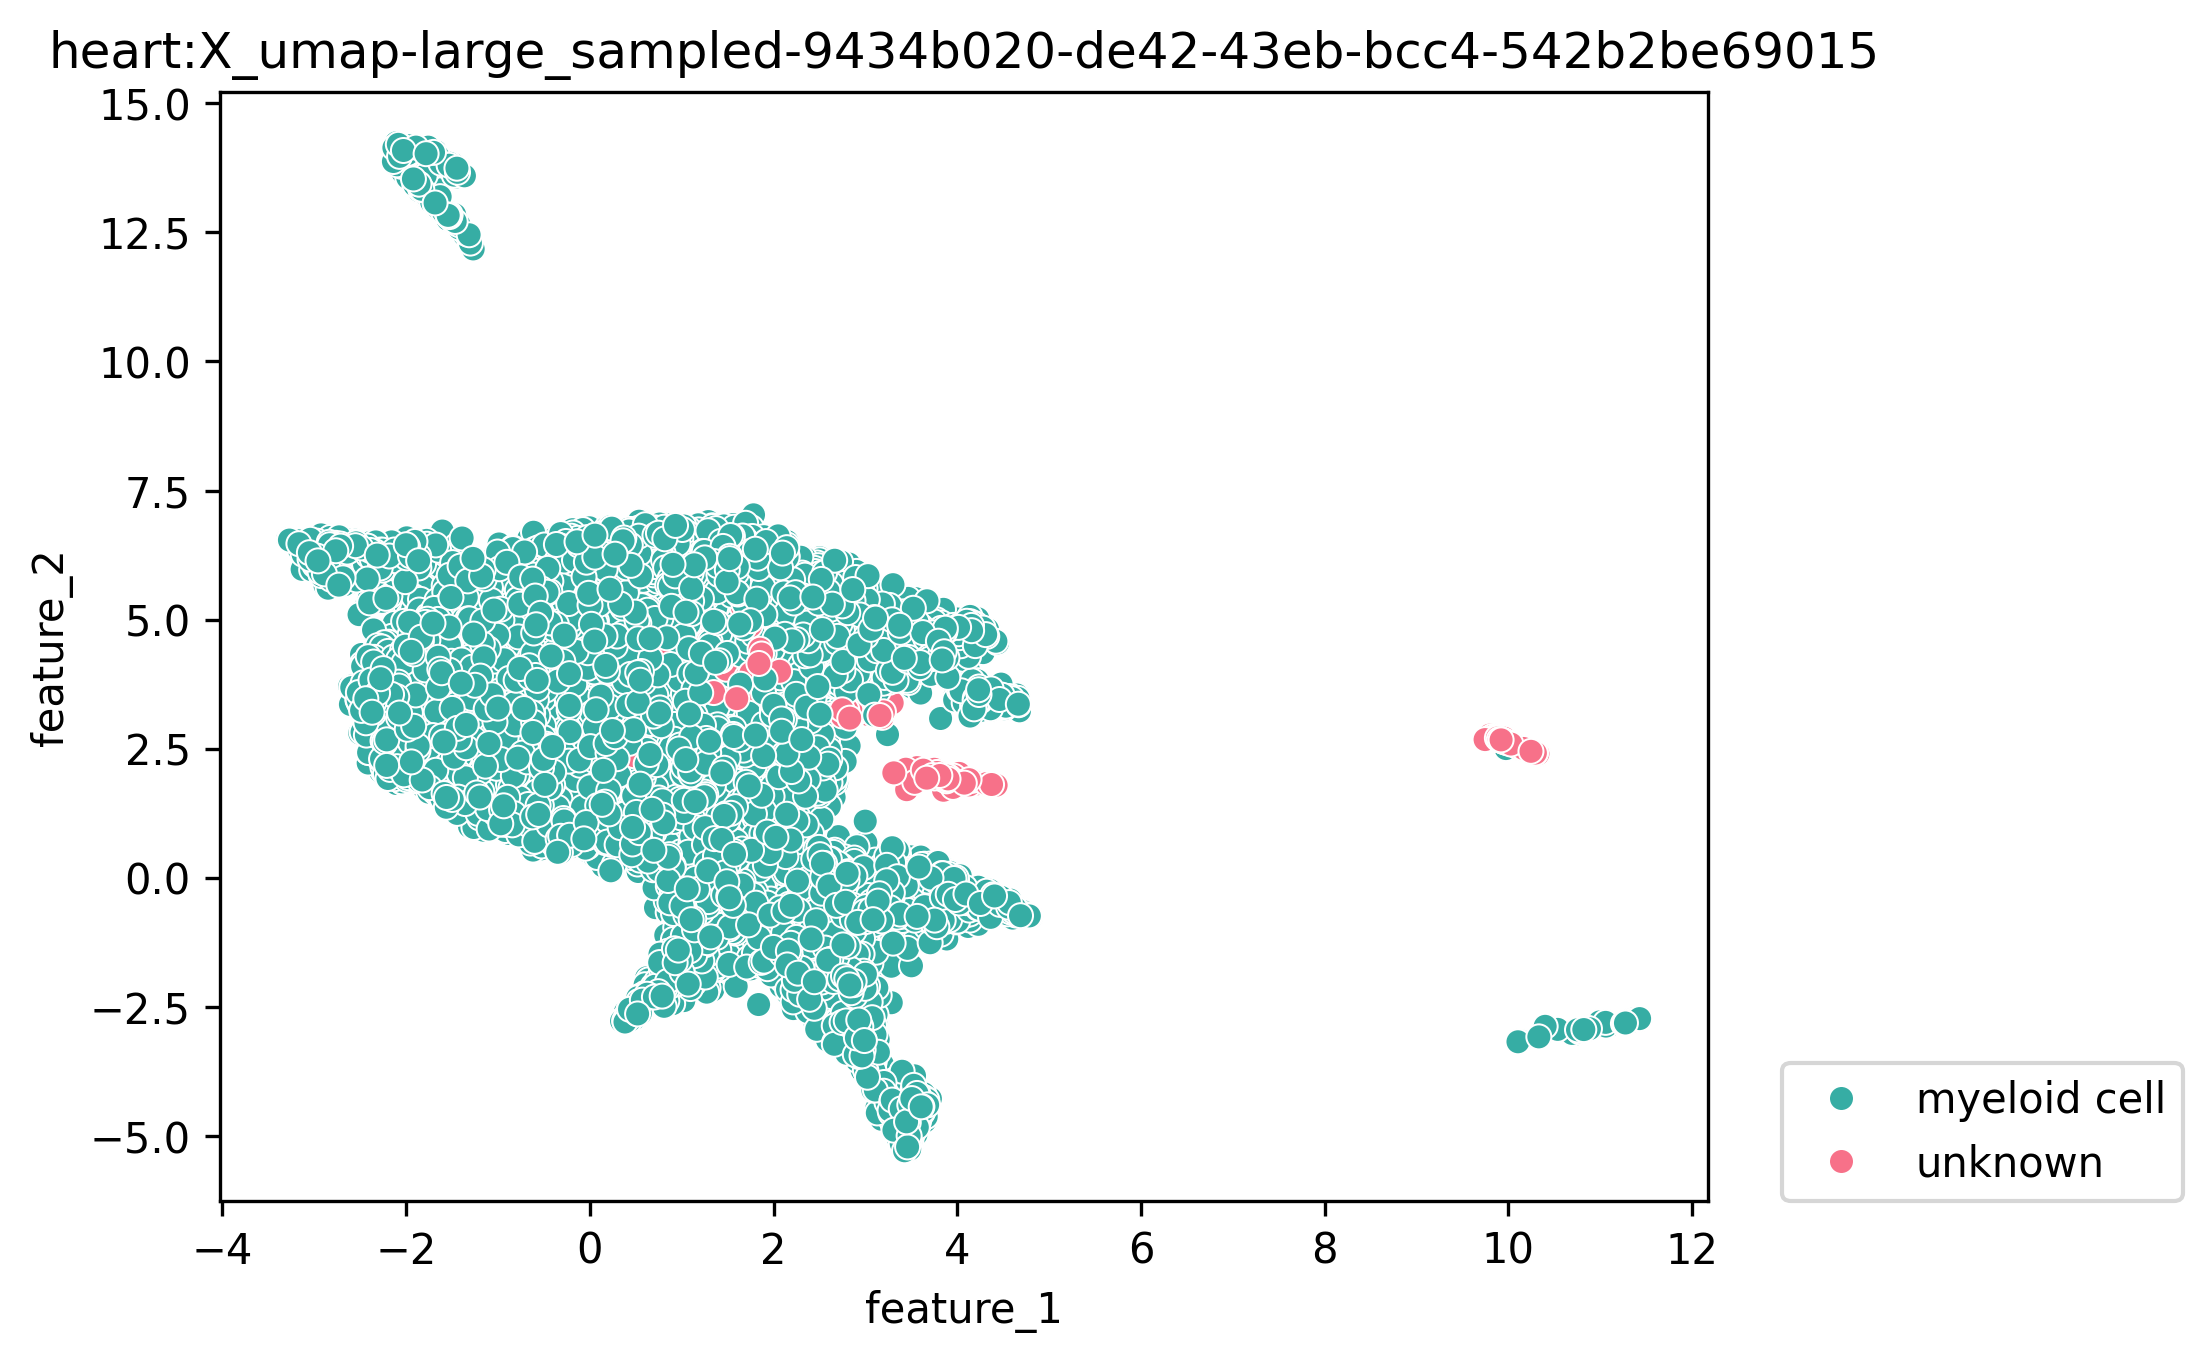 heart:X_umap-large_sampled-9434b020-de42-43eb-bcc4-542b2be69015
15.0
12.5
10.0
7.5
5.0
2.5
0.0
−2.5
−5.0
feature_2
−4 −2 0 2 4 6 8 10 12
feature_1
myeloid cell
unknown